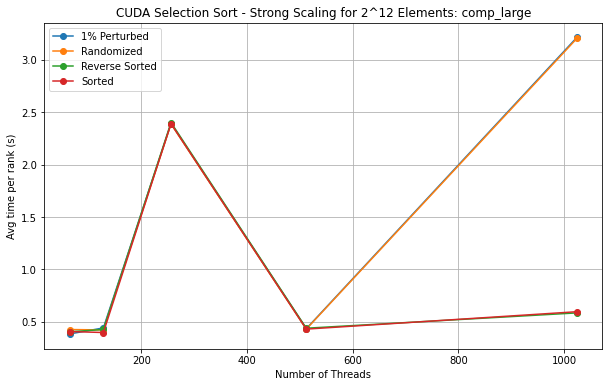 CUDA Selection Sort - Strong Scaling for 2^12 Elements: comp_large
1% Perturbed
Randomized
Reverse Sorted
Sorted
Avg time per rank (s)
3.0
2.5
2.0
1.5
1.0
0.5
200 400 600 800 1000
Number of Threads